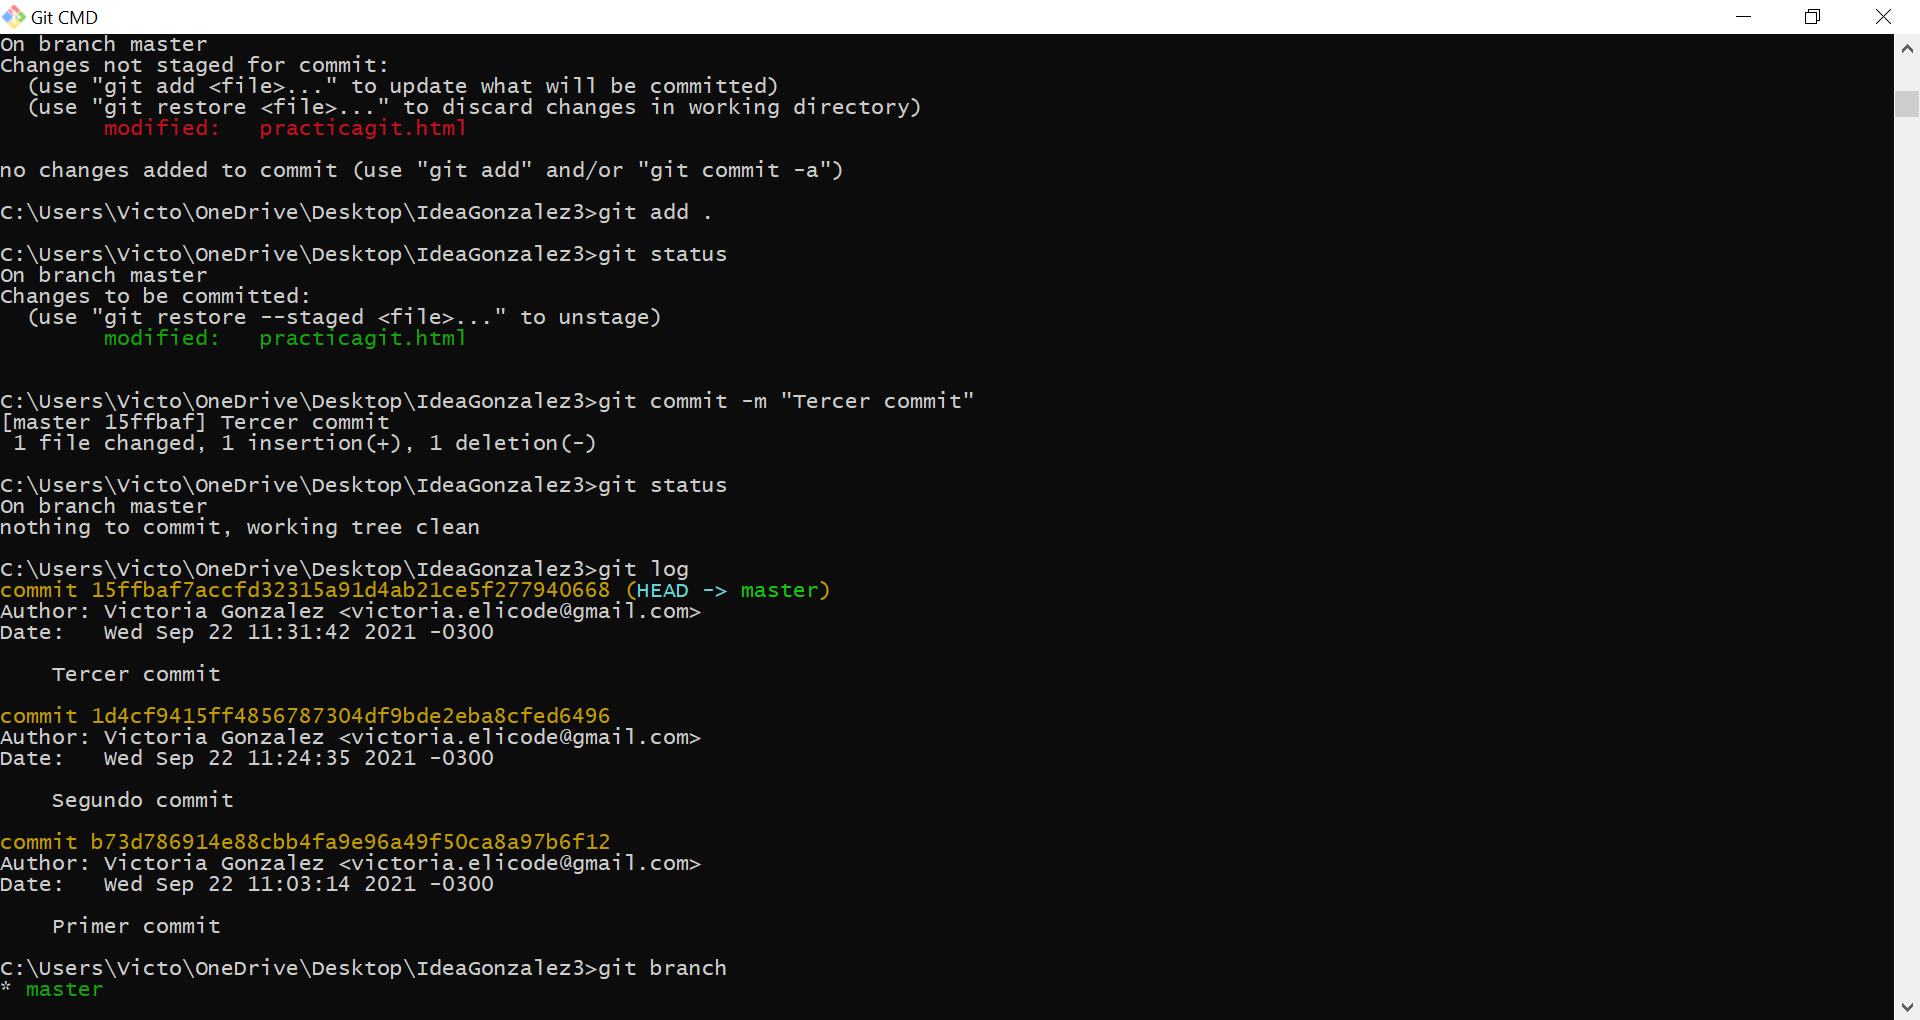 Git CMD
On branch master
Changes not staged for commit:
  (use "git add <file>..." to update what will be committed)
  (use "git restore <file>..." to discard changes in working directory)
        modified:   practicagit.html

no changes added to commit (use "git add" and/or "git commit -a")

C:\Users\Victo\OneDrive\Desktop\IdeaGonzalez3>git add .

C:\Users\Victo\OneDrive\Desktop\IdeaGonzalez3>git status
On branch master
Changes to be committed:
  (use "git restore --staged <file>..." to unstage)
        modified:   practicagit.html


C:\Users\Victo\OneDrive\Desktop\IdeaGonzalez3>git commit -m "Tercer commit"
[master 15ffbaf] Tercer commit
 1 file changed, 1 insertion(+), 1 deletion(-)

C:\Users\Victo\OneDrive\Desktop\IdeaGonzalez3>git status
On branch master
nothing to commit, working tree clean

C:\Users\Victo\OneDrive\Desktop\IdeaGonzalez3>git log
commit 15ffbaf7accfd32315a91d4ab21ce5f277940668 (HEAD -> master)
Author: Victoria Gonzalez <victoria.elicode@gmail.com>
Date:   Wed Sep 22 11:31:42 2021 -0300

    Tercer commit

commit 1d4cf9415ff4856787304df9bde2eba8cfed6496
Author: Victoria Gonzalez <victoria.elicode@gmail.com>
Date:   Wed Sep 22 11:24:35 2021 -0300

    Segundo commit

commit b73d786914e88cbb4fa9e96a49f50ca8a97b6f12
Author: Victoria Gonzalez <victoria.elicode@gmail.com>
Date:   Wed Sep 22 11:03:14 2021 -0300

    Primer commit

C:\Users\Victo\OneDrive\Desktop\IdeaGonzalez3>git branch
* master